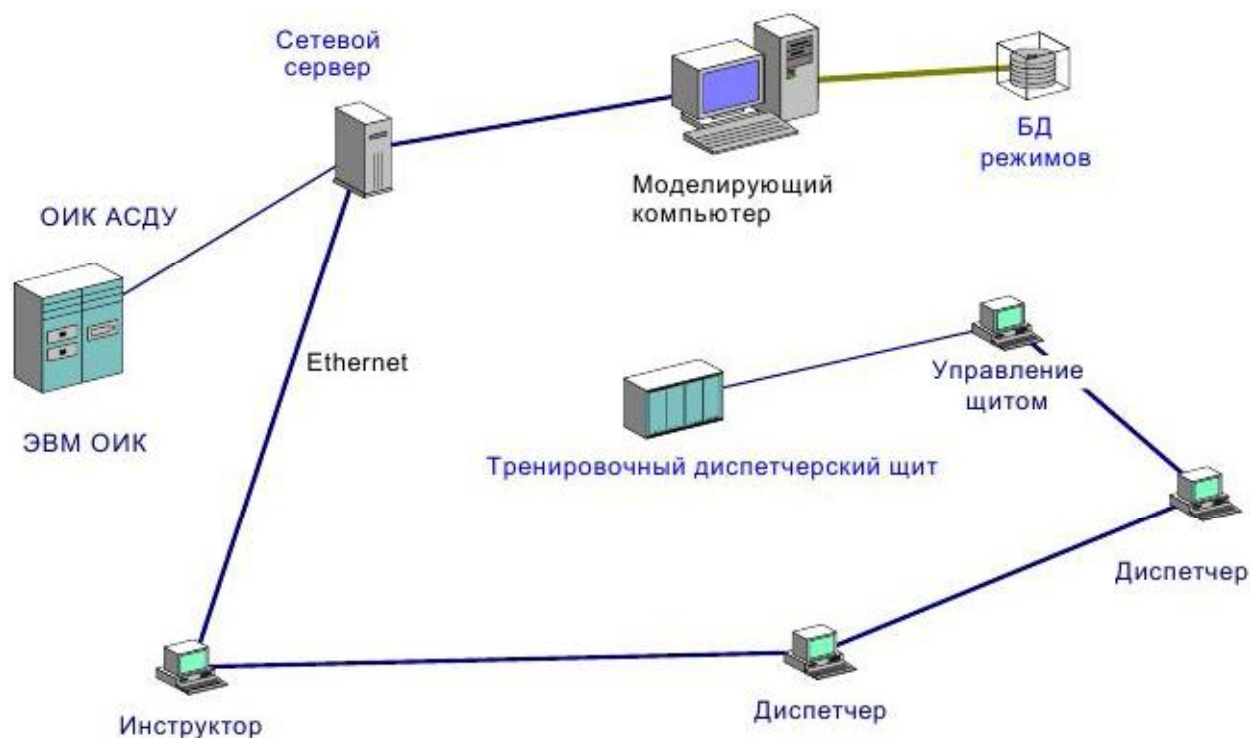 Сетевой
сервер
БД
режимов
Моделирующий
компьютер
ОИК АСДУ
Ethernet
Управление
щитом
ЭВМ ОИК
Тренировочный диспетчерский щит
Диспетчер
Инструктор
Диспетчер